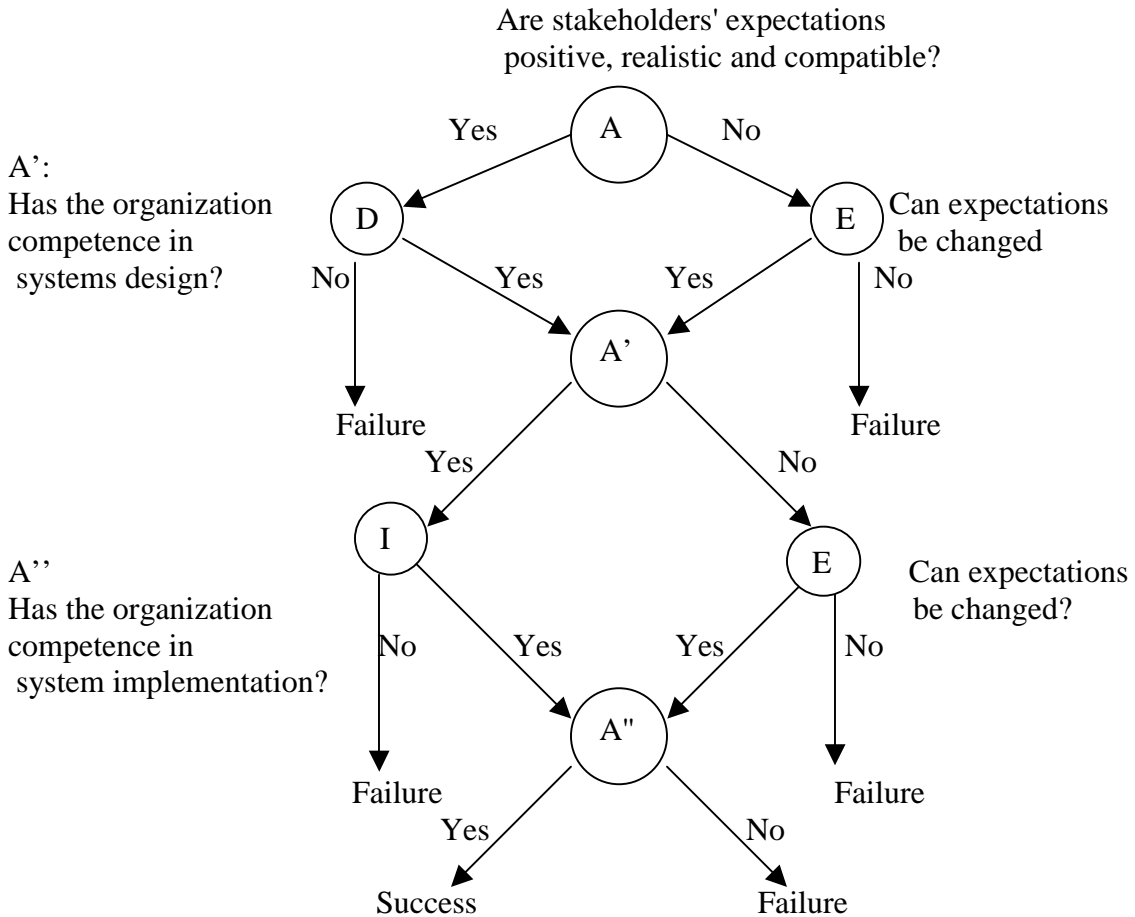 Are stakeholders' expectations
positive, realistic and compatible?
A
Yes
No
A’:
Has the organization
competence in
systems design?
D
E
Can expectations
be changed
No
Yes
Yes
No
A’
Failure
Failure
Yes
No
I
E
A’’
Has the organization
competence in
system implementation?
Can expectations
be changed?
No
Yes
Yes
No
A"
Failure
Failure
Yes
No
Success
Failure